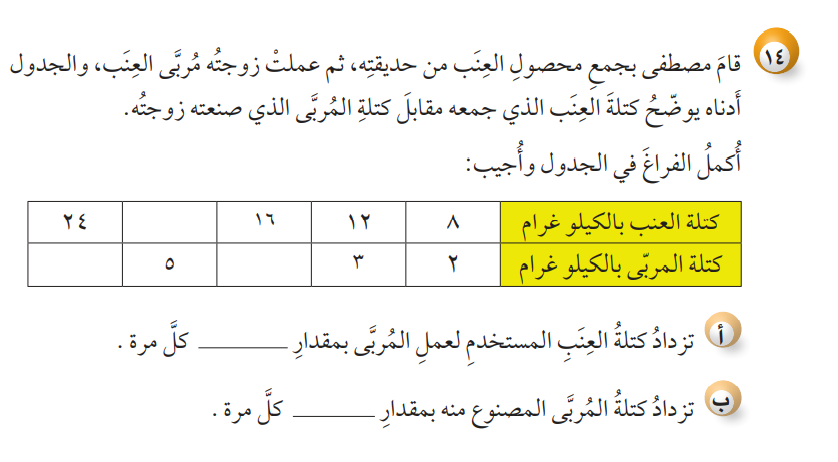 ١٤ قامَ مصطفى بجمعِ محصولِ العِنَب من حديقتِه، ثم عملتْ زوجتُه مُربَّى العِنَب، والجدول
أَدناه يوضّحُ كتلةَ العِنَب الذي جمعه مقابلَ كتلةِ المُربَّى الذي صنعته زوجتُه.
أُكملُ الفراغَ في الجدول وأُجيب:
كتلة العنب بالكيلو غرام ٨ ١٢ ١٦ ٢٤
كتلة المربّى بالكيلو غرام ٢ ٣ ٥
أ تزدادُ كتلةُ العِنَبِ المستخدمِ لعملِ المُربَّى بمقدارِ ________ كلَّ مرة .
ب تزدادُ كتلةُ المُربَّى المصنوع منه بمقدارِ ________ كلَّ مرة .